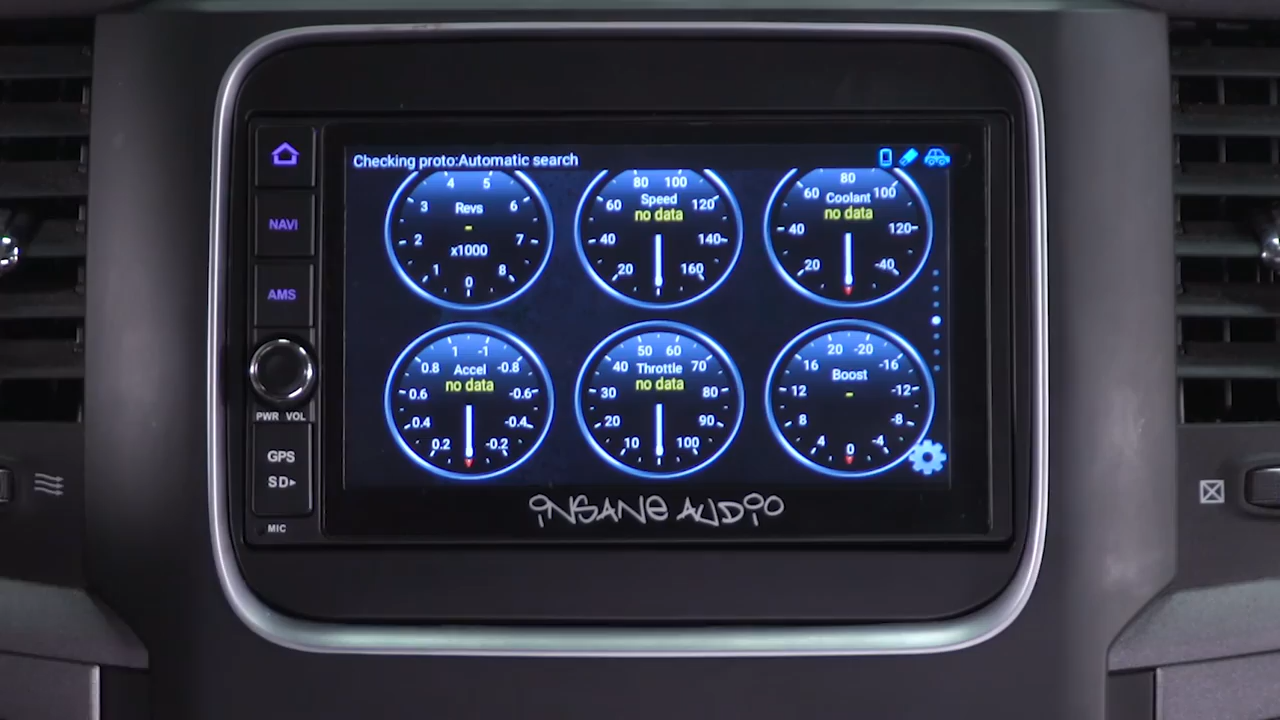 Checking proto:Automatic search
NAVI
AMS
PWR VOL
GPS
SD
MIC
4 5
3 Revs 6
-
2 x1000 7
1 0 8
80 100
60 Speed 120
no data
40 140
20 160
80
60 Coolant 100
no data
40 120
20 -40
1 -1
0.8 Accel -0.8
no data
0.6 -0.6
0.4 -0.4
0.2 -0.2
50 60
40 Throttle 70
no data
30 80
20 90
10 100
20 -20
16 Boost -16
-
12 -12
8 -8
4 0 -4
iNSANE AUDiO